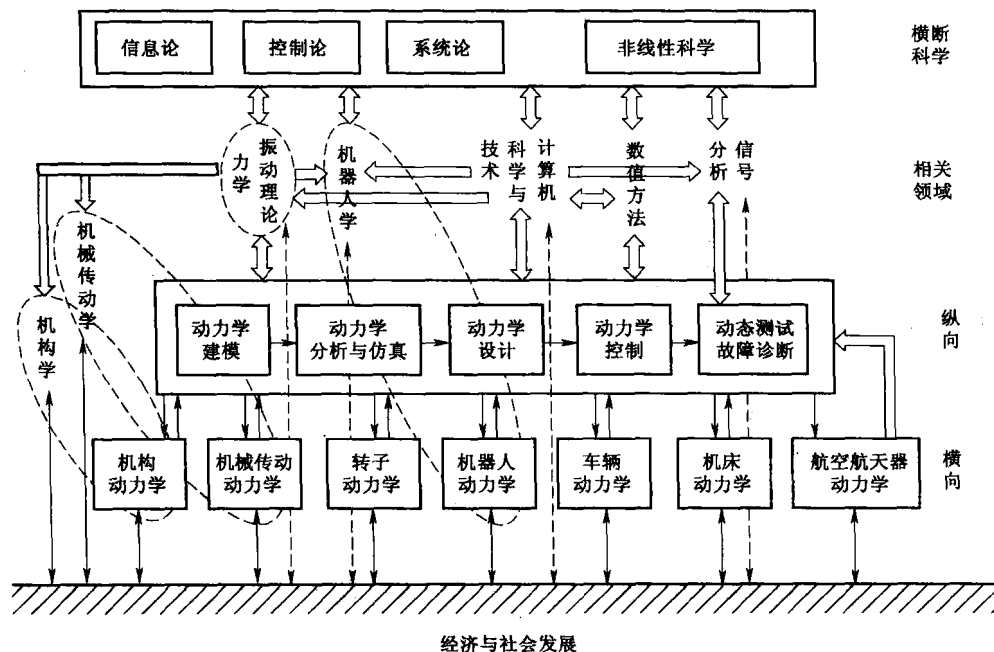 信息论
控制论
系统论
非线性科学
横断
科学
力学
振动理论
机器人学
技术
科学与
计算机
数值方法
分析
信号
相关
领域
机械传动学
机构学
动力学
建模
动力学
分析与仿真
动力学
设计
动力学
控制
动态测试
故障诊断
纵向
机构
动力学
机械传动
动力学
转子
动力学
机器人
动力学
车辆
动力学
机床
动力学
航空航天器
动力学
横向
经济与社会发展